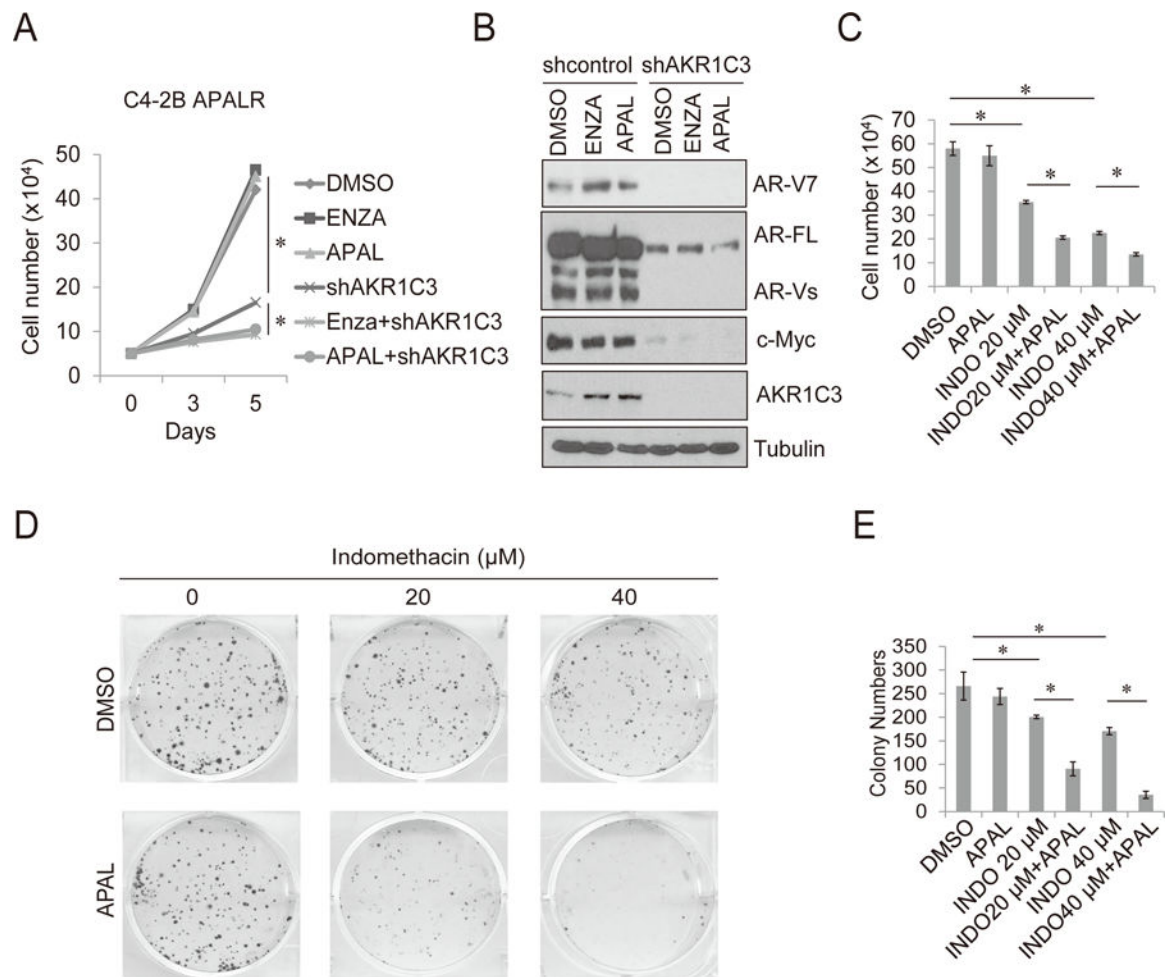 A
C4-2B APALR
Cell number (x 10⁴)
50
40
30
20
10
0
0 3 5
Days
DMSO
ENZA
APAL
shAKR1C3
Enza+shAKR1C3
APAL+shAKR1C3
*
*
B
shcontrol shAKR1C3
DMSO ENZA APAL DMSO ENZA APAL
AR-V7
AR-FL
AR-Vs
c-Myc
AKR1C3
Tubulin
C
Cell number (x 10⁴)
70
60
50
40
30
20
10
0
* * * *
DMSO
APAL
INDO 20 μM
INDO20 μM+APAL
INDO 40 μM
INDO40 μM+APAL
D
Indomethacin (μM)
0 20 40
DMSO
APAL
E
Colony Numbers
350
300
250
200
150
100
50
0
* * * *
DMSO
APAL
INDO 20 μM
INDO20 μM+APAL
INDO 40 μM
INDO40 μM+APAL